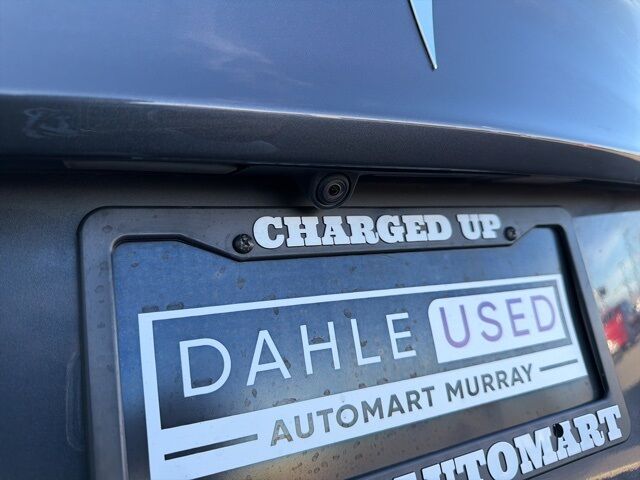 CHARGED UP
DAHLE USED
AUTOMART MURRAY
AUTOMART